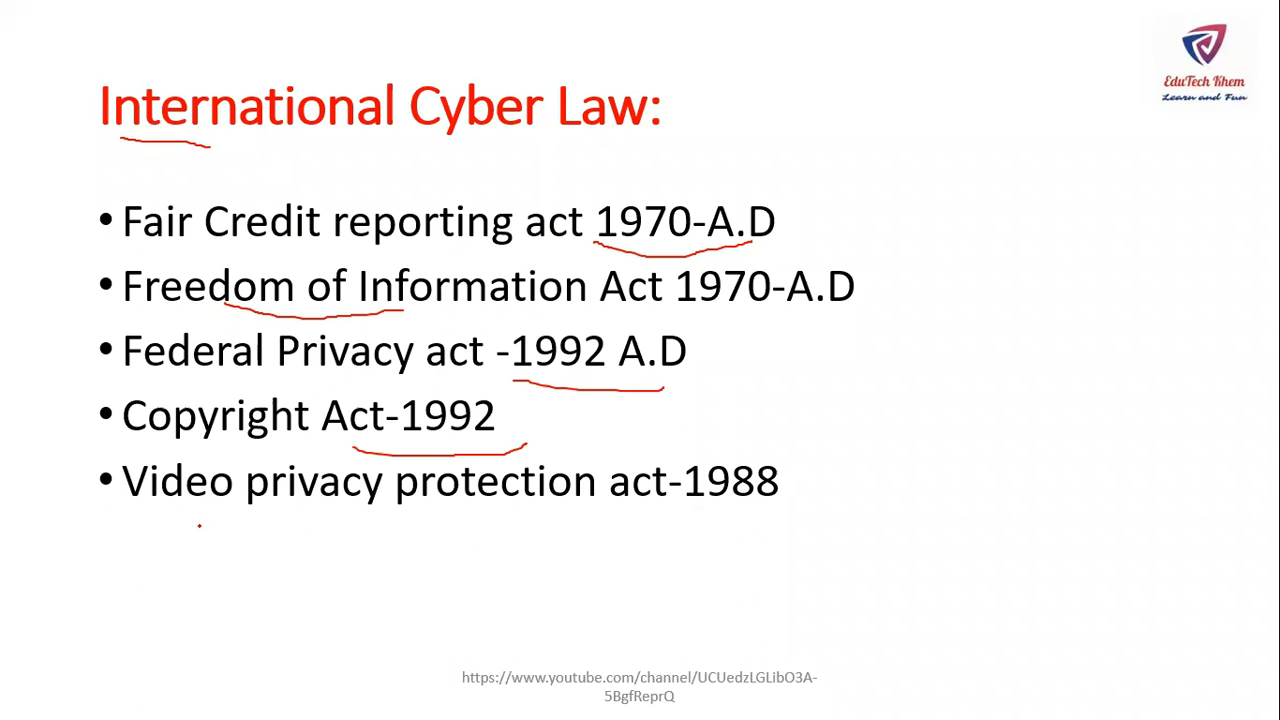 EduTech Khem
Learn and Fun
International Cyber Law:
• Fair Credit reporting act 1970-A.D
• Freedom of Information Act 1970-A.D
• Federal Privacy act -1992 A.D
• Copyright Act-1992
• Video privacy protection act-1988
https://www.youtube.com/channel/UCUedzLGLibO3A-
5BgfReprQ